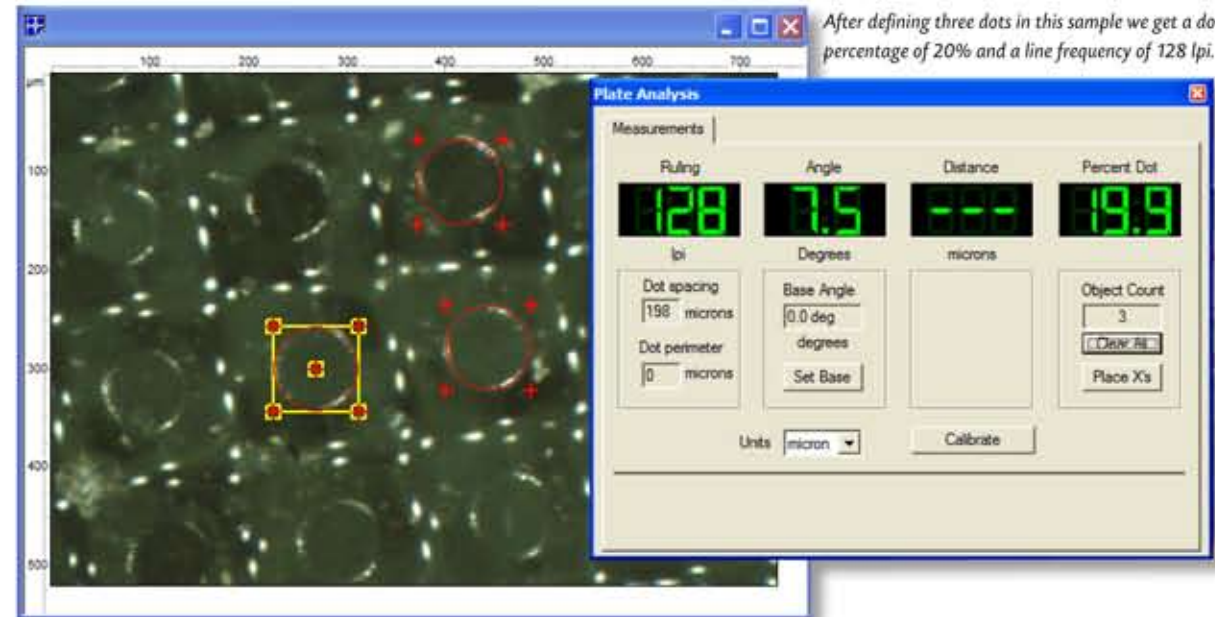 After defining three dots in this sample we get a do
percentage of 20% and a line frequency of 128 lpi.
100 200 300 400 500 600 700
100
200
300
400
500
Plate Analysis
Measurements
Ruling Angle Distance Percent Dot
128 7.5 --- 19.9
lpi Degrees microns
Dot spacing Base Angle Object Count
198 microns 0.0 deg 3
Dot perimeter degrees Clear All
0 microns Set Base Place X's
Units micron Calibrate